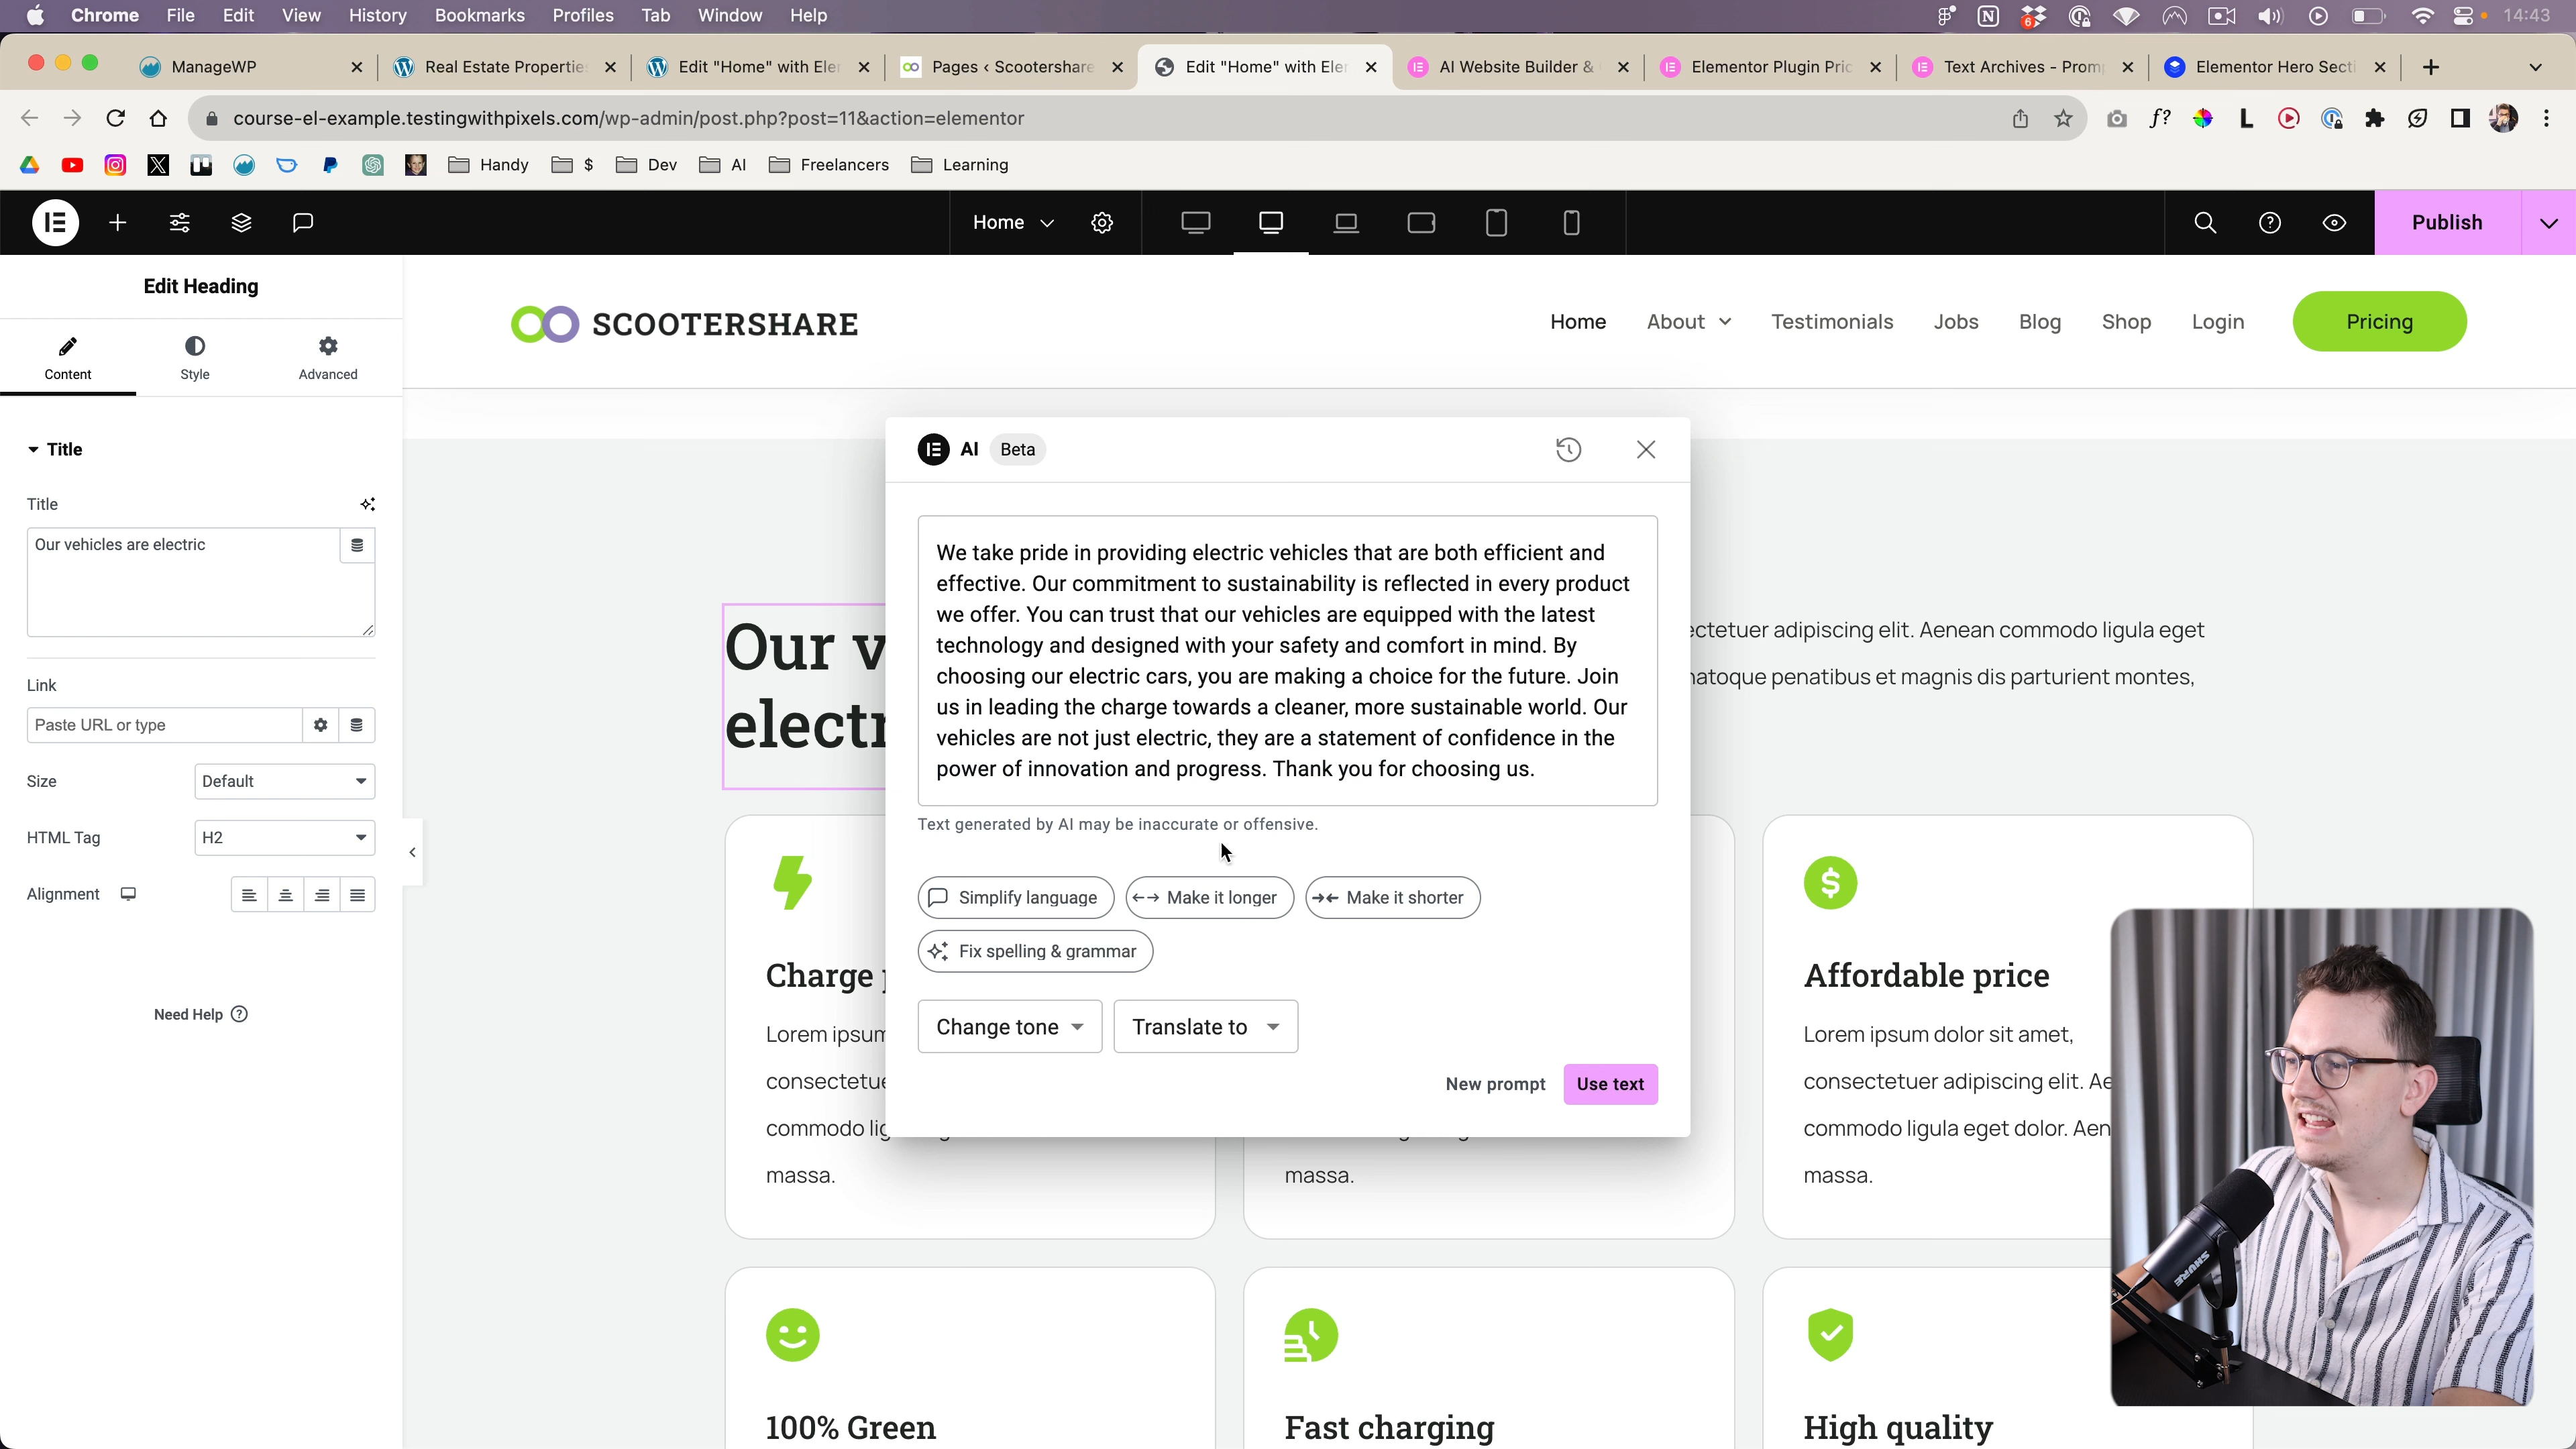 Chrome File Edit View History Bookmarks Profiles Tab Window Help
6
14:43
ManageWP
Real Estate Propertie
Edit "Home" with Eler
Pages ‹ Scootershare
Edit "Home" with Eler
AI Website Builder &
Elementor Plugin Pric
Text Archives - Prom
Elementor Hero Secti
course-el-example.testingwithpixels.com/wp-admin/post.php?post=11&action=elementor
f?
L
Handy $ Dev AI Freelancers Learning
Home
Publish
Edit Heading
Content Style Advanced
Title
Title
Our vehicles are electric
Link
Paste URL or type
Size Default
HTML Tag H2
Alignment
Need Help
SCOOTERSHARE
Home About Testimonials Jobs Blog Shop Login Pricing
Our v
electr
ctetuer adipiscing elit. Aenean commodo ligula eget
natoque penatibus et magnis dis parturient montes,
AI Beta
We take pride in providing electric vehicles that are both efficient and
effective. Our commitment to sustainability is reflected in every product
we offer. You can trust that our vehicles are equipped with the latest
technology and designed with your safety and comfort in mind. By
choosing our electric cars, you are making a choice for the future. Join
us in leading the charge towards a cleaner, more sustainable world. Our
vehicles are not just electric, they are a statement of confidence in the
power of innovation and progress. Thank you for choosing us.
Text generated by AI may be inaccurate or offensive.
Simplify language Make it longer Make it shorter
Fix spelling & grammar
Change tone Translate to
New prompt Use text
Charge
Lorem ipsum
consectetue
commodo lig
massa.
massa.
Affordable price
Lorem ipsum dolor sit amet,
consectetuer adipiscing elit. Ae
commodo ligula eget dolor. Aen
massa.
100% Green
Fast charging
High quality
SHURE